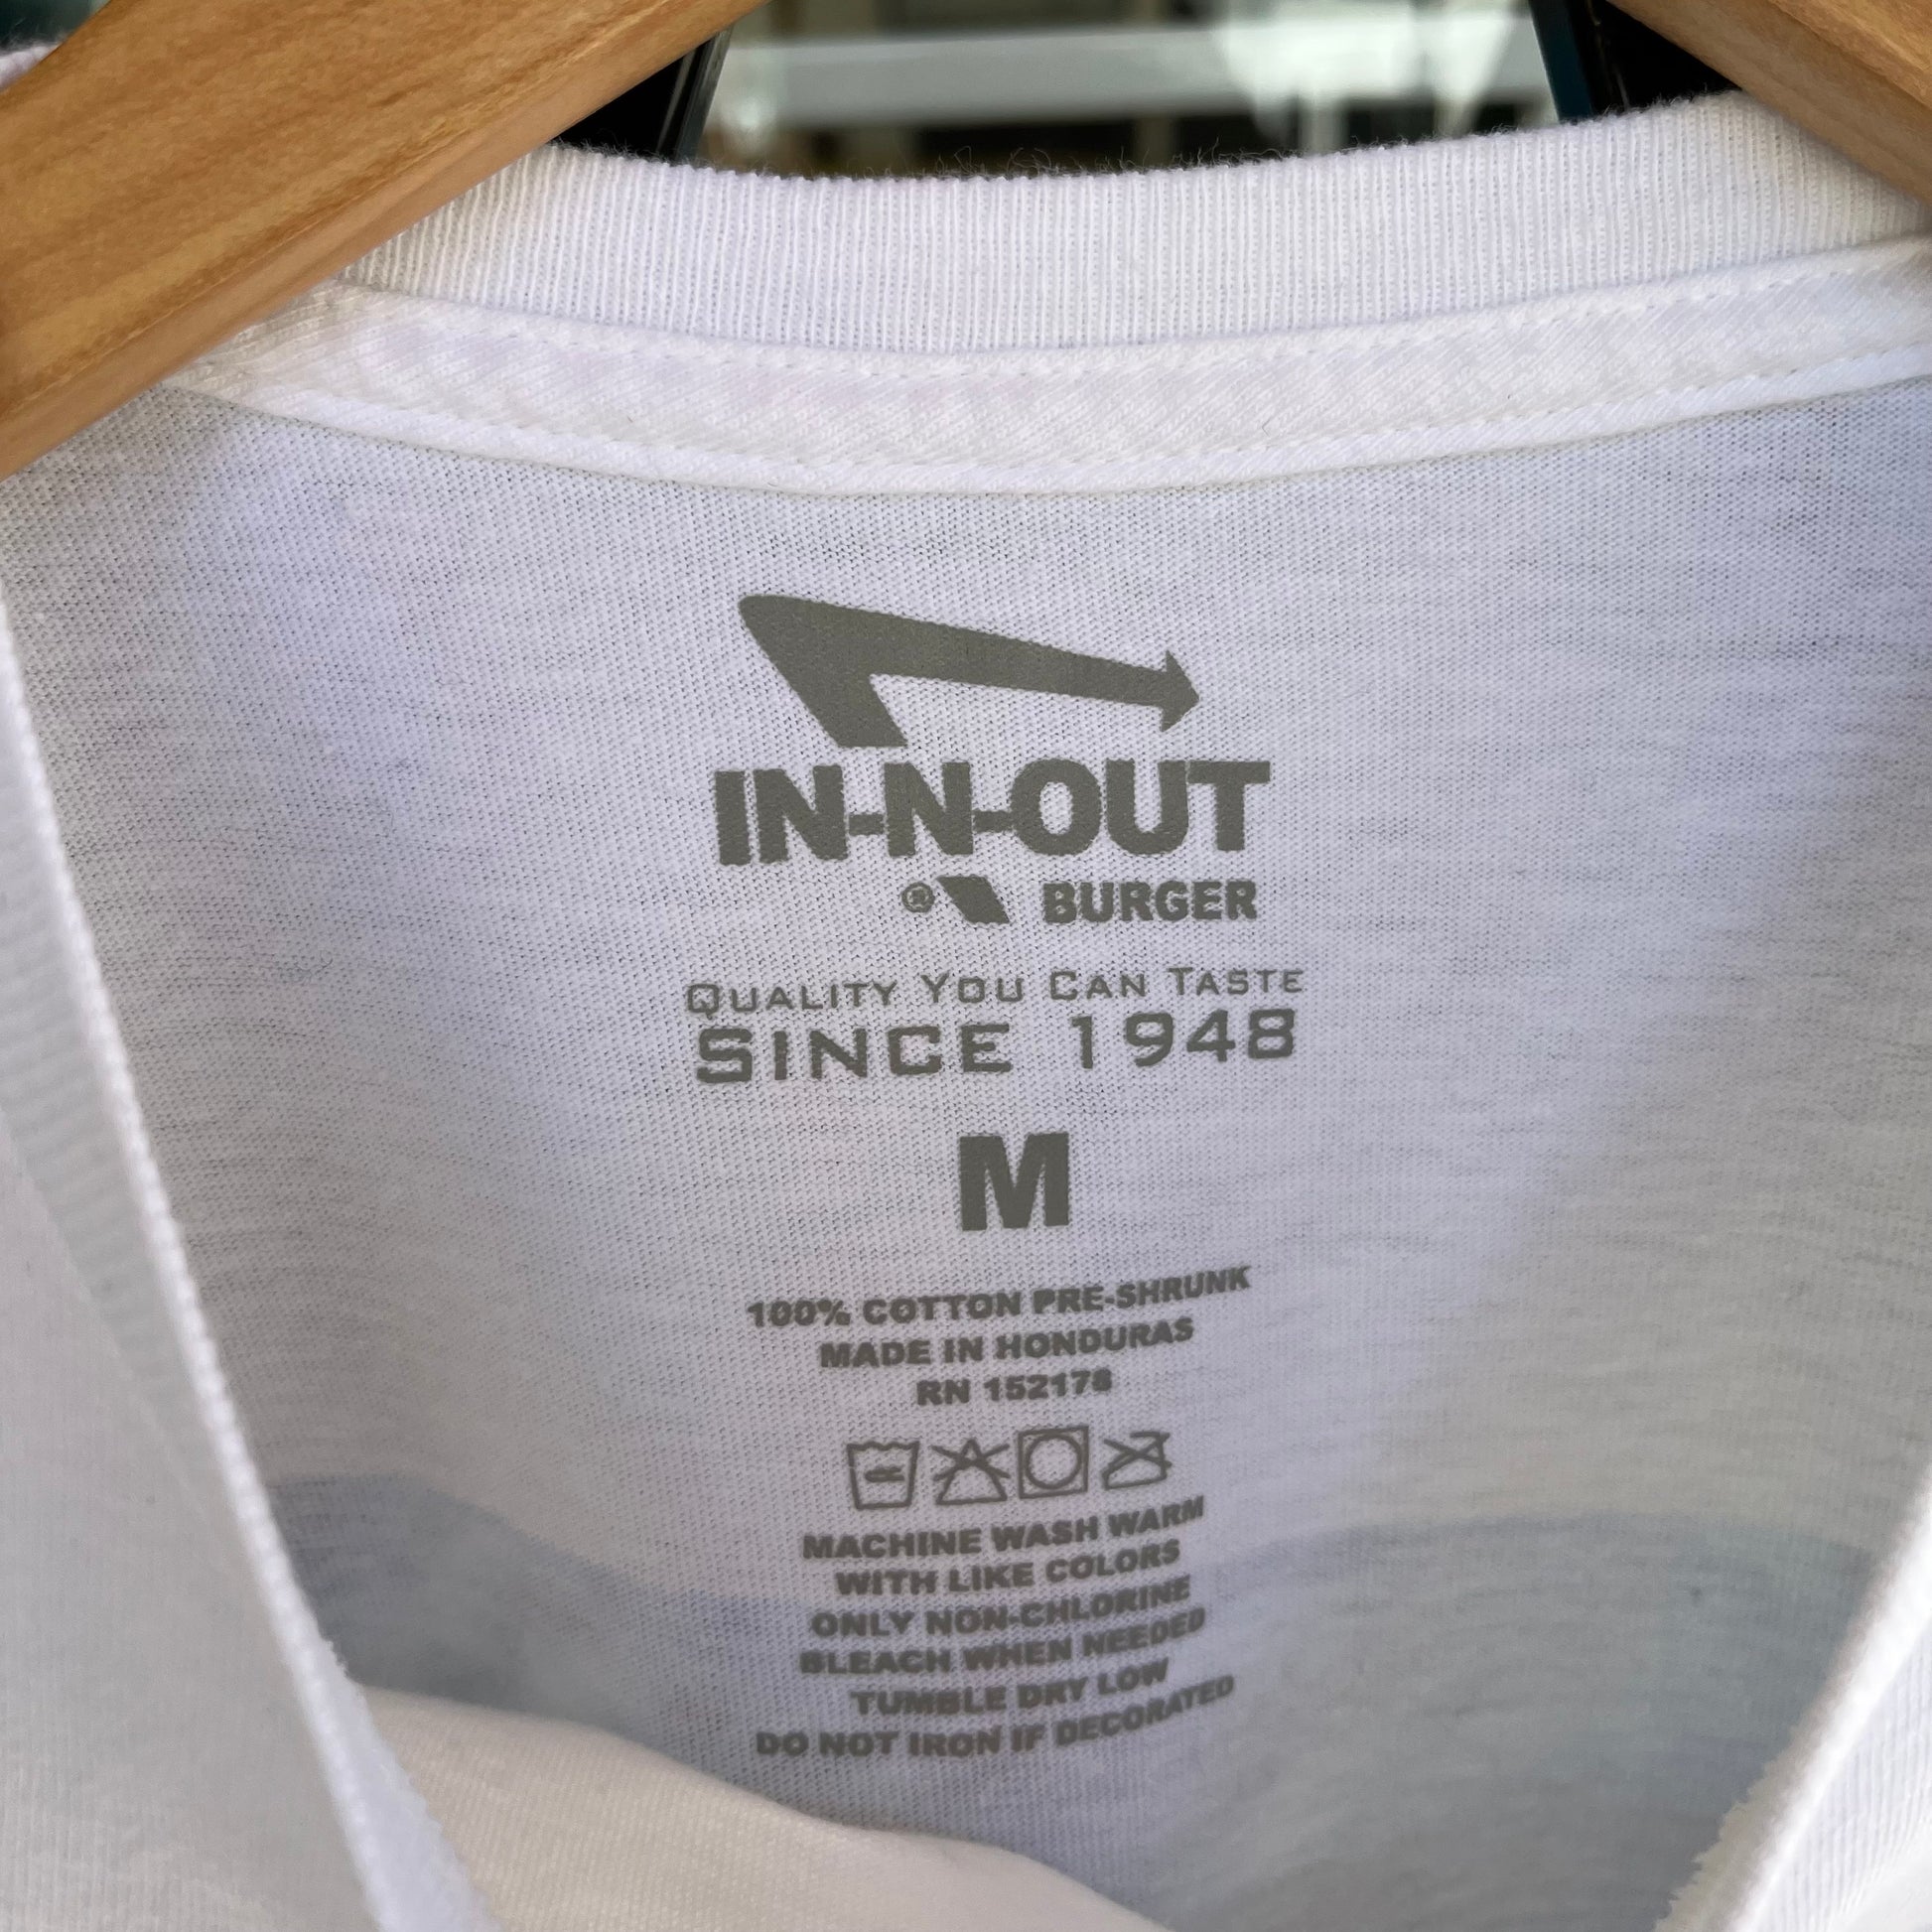 IN-N-OUT
® BURGER
QUALITY YOU CAN TASTE
SINCE 1948
M
100% COTTON PRE-SHRUNK
MADE IN HONDURAS
RN 152178
MACHINE WASH WARM
WITH LIKE COLORS
ONLY NON-CHLORINE
BLEACH WHEN NEEDED
TUMBLE DRY LOW
DO NOT IRON IF DECORATED